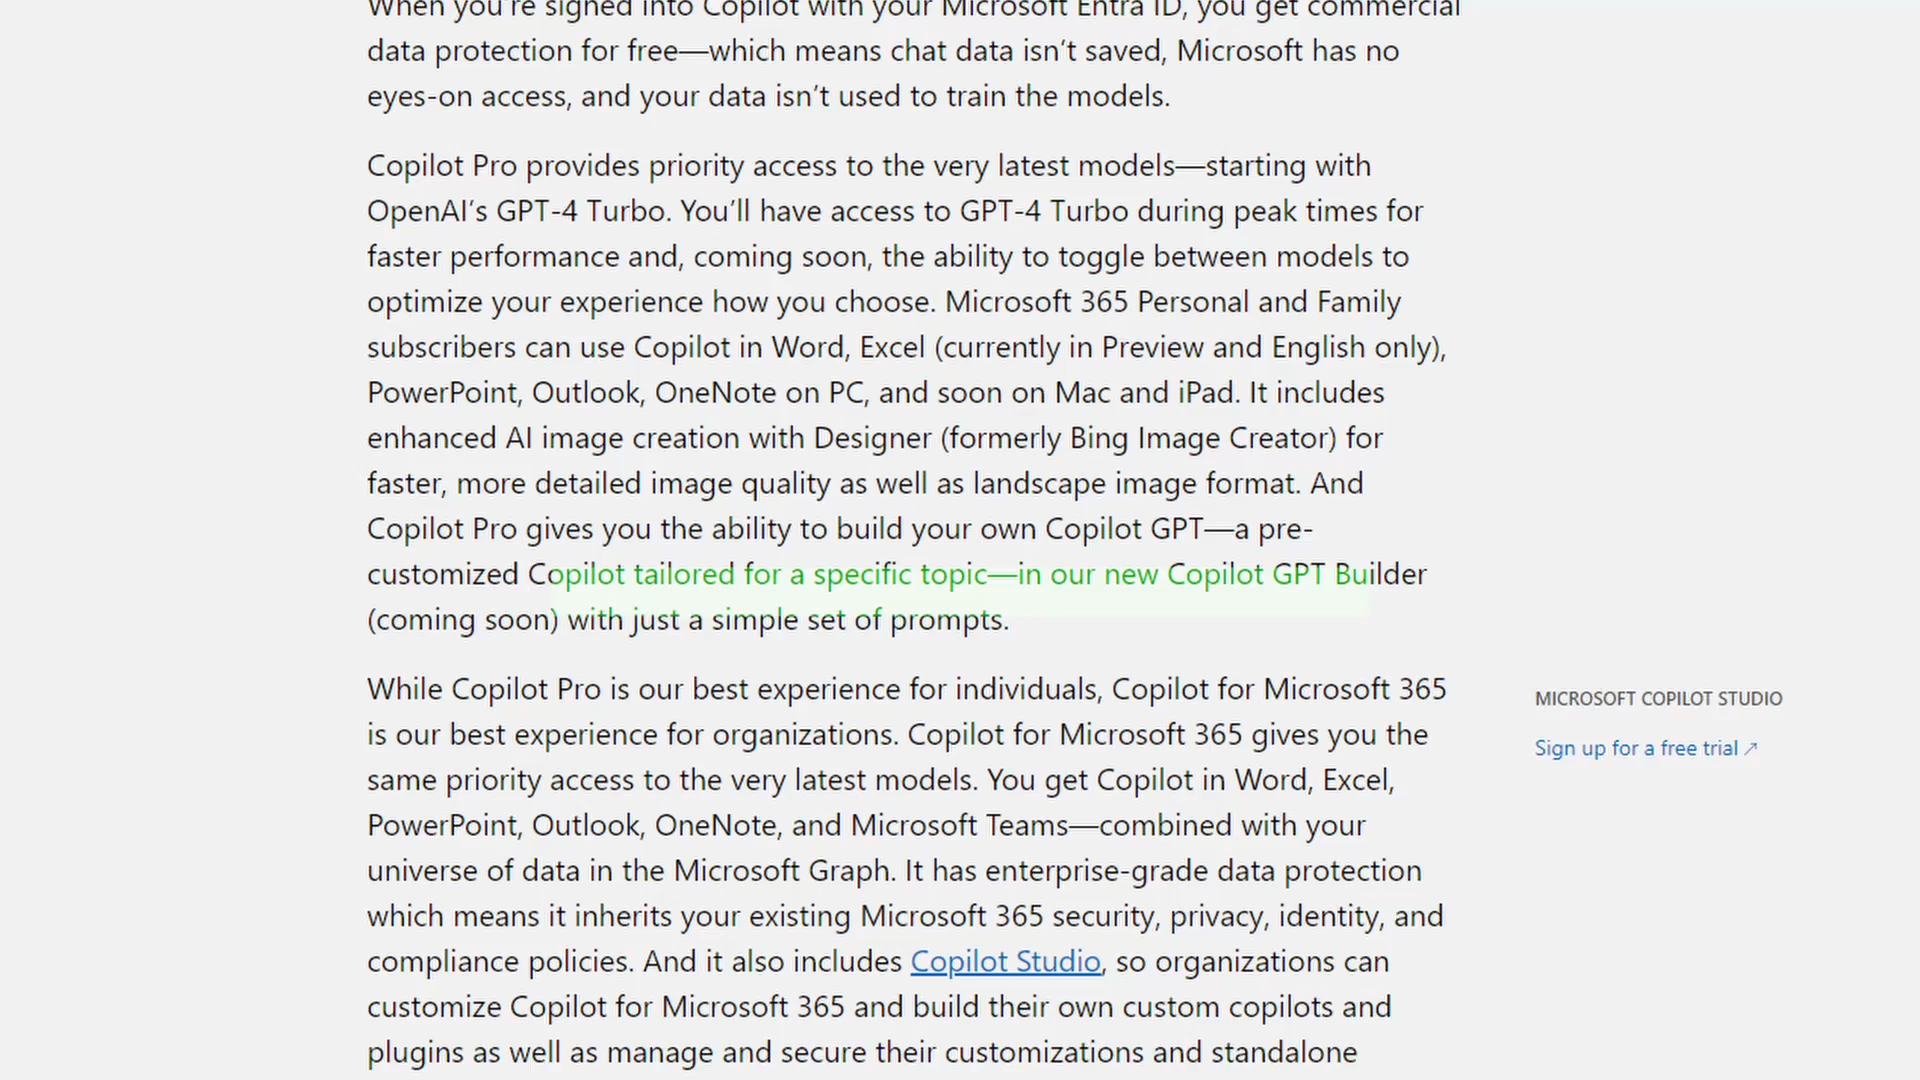 When you're signed into Copilot with your Microsoft Entra ID, you get commercial
data protection for free—which means chat data isn't saved, Microsoft has no
eyes-on access, and your data isn't used to train the models.
Copilot Pro provides priority access to the very latest models—starting with
OpenAI's GPT-4 Turbo. You'll have access to GPT-4 Turbo during peak times for
faster performance and, coming soon, the ability to toggle between models to
optimize your experience how you choose. Microsoft 365 Personal and Family
subscribers can use Copilot in Word, Excel (currently in Preview and English only),
PowerPoint, Outlook, OneNote on PC, and soon on Mac and iPad. It includes
enhanced AI image creation with Designer (formerly Bing Image Creator) for
faster, more detailed image quality as well as landscape image format. And
Copilot Pro gives you the ability to build your own Copilot GPT—a pre-
customized Copilot tailored for a specific topic—in our new Copilot GPT Builder
(coming soon) with just a simple set of prompts.
While Copilot Pro is our best experience for individuals, Copilot for Microsoft 365
is our best experience for organizations. Copilot for Microsoft 365 gives you the
same priority access to the very latest models. You get Copilot in Word, Excel,
PowerPoint, Outlook, OneNote, and Microsoft Teams—combined with your
universe of data in the Microsoft Graph. It has enterprise-grade data protection
which means it inherits your existing Microsoft 365 security, privacy, identity, and
compliance policies. And it also includes Copilot Studio, so organizations can
customize Copilot for Microsoft 365 and build their own custom copilots and
plugins as well as manage and secure their customizations and standalone
MICROSOFT COPILOT STUDIO
Sign up for a free trial ↗